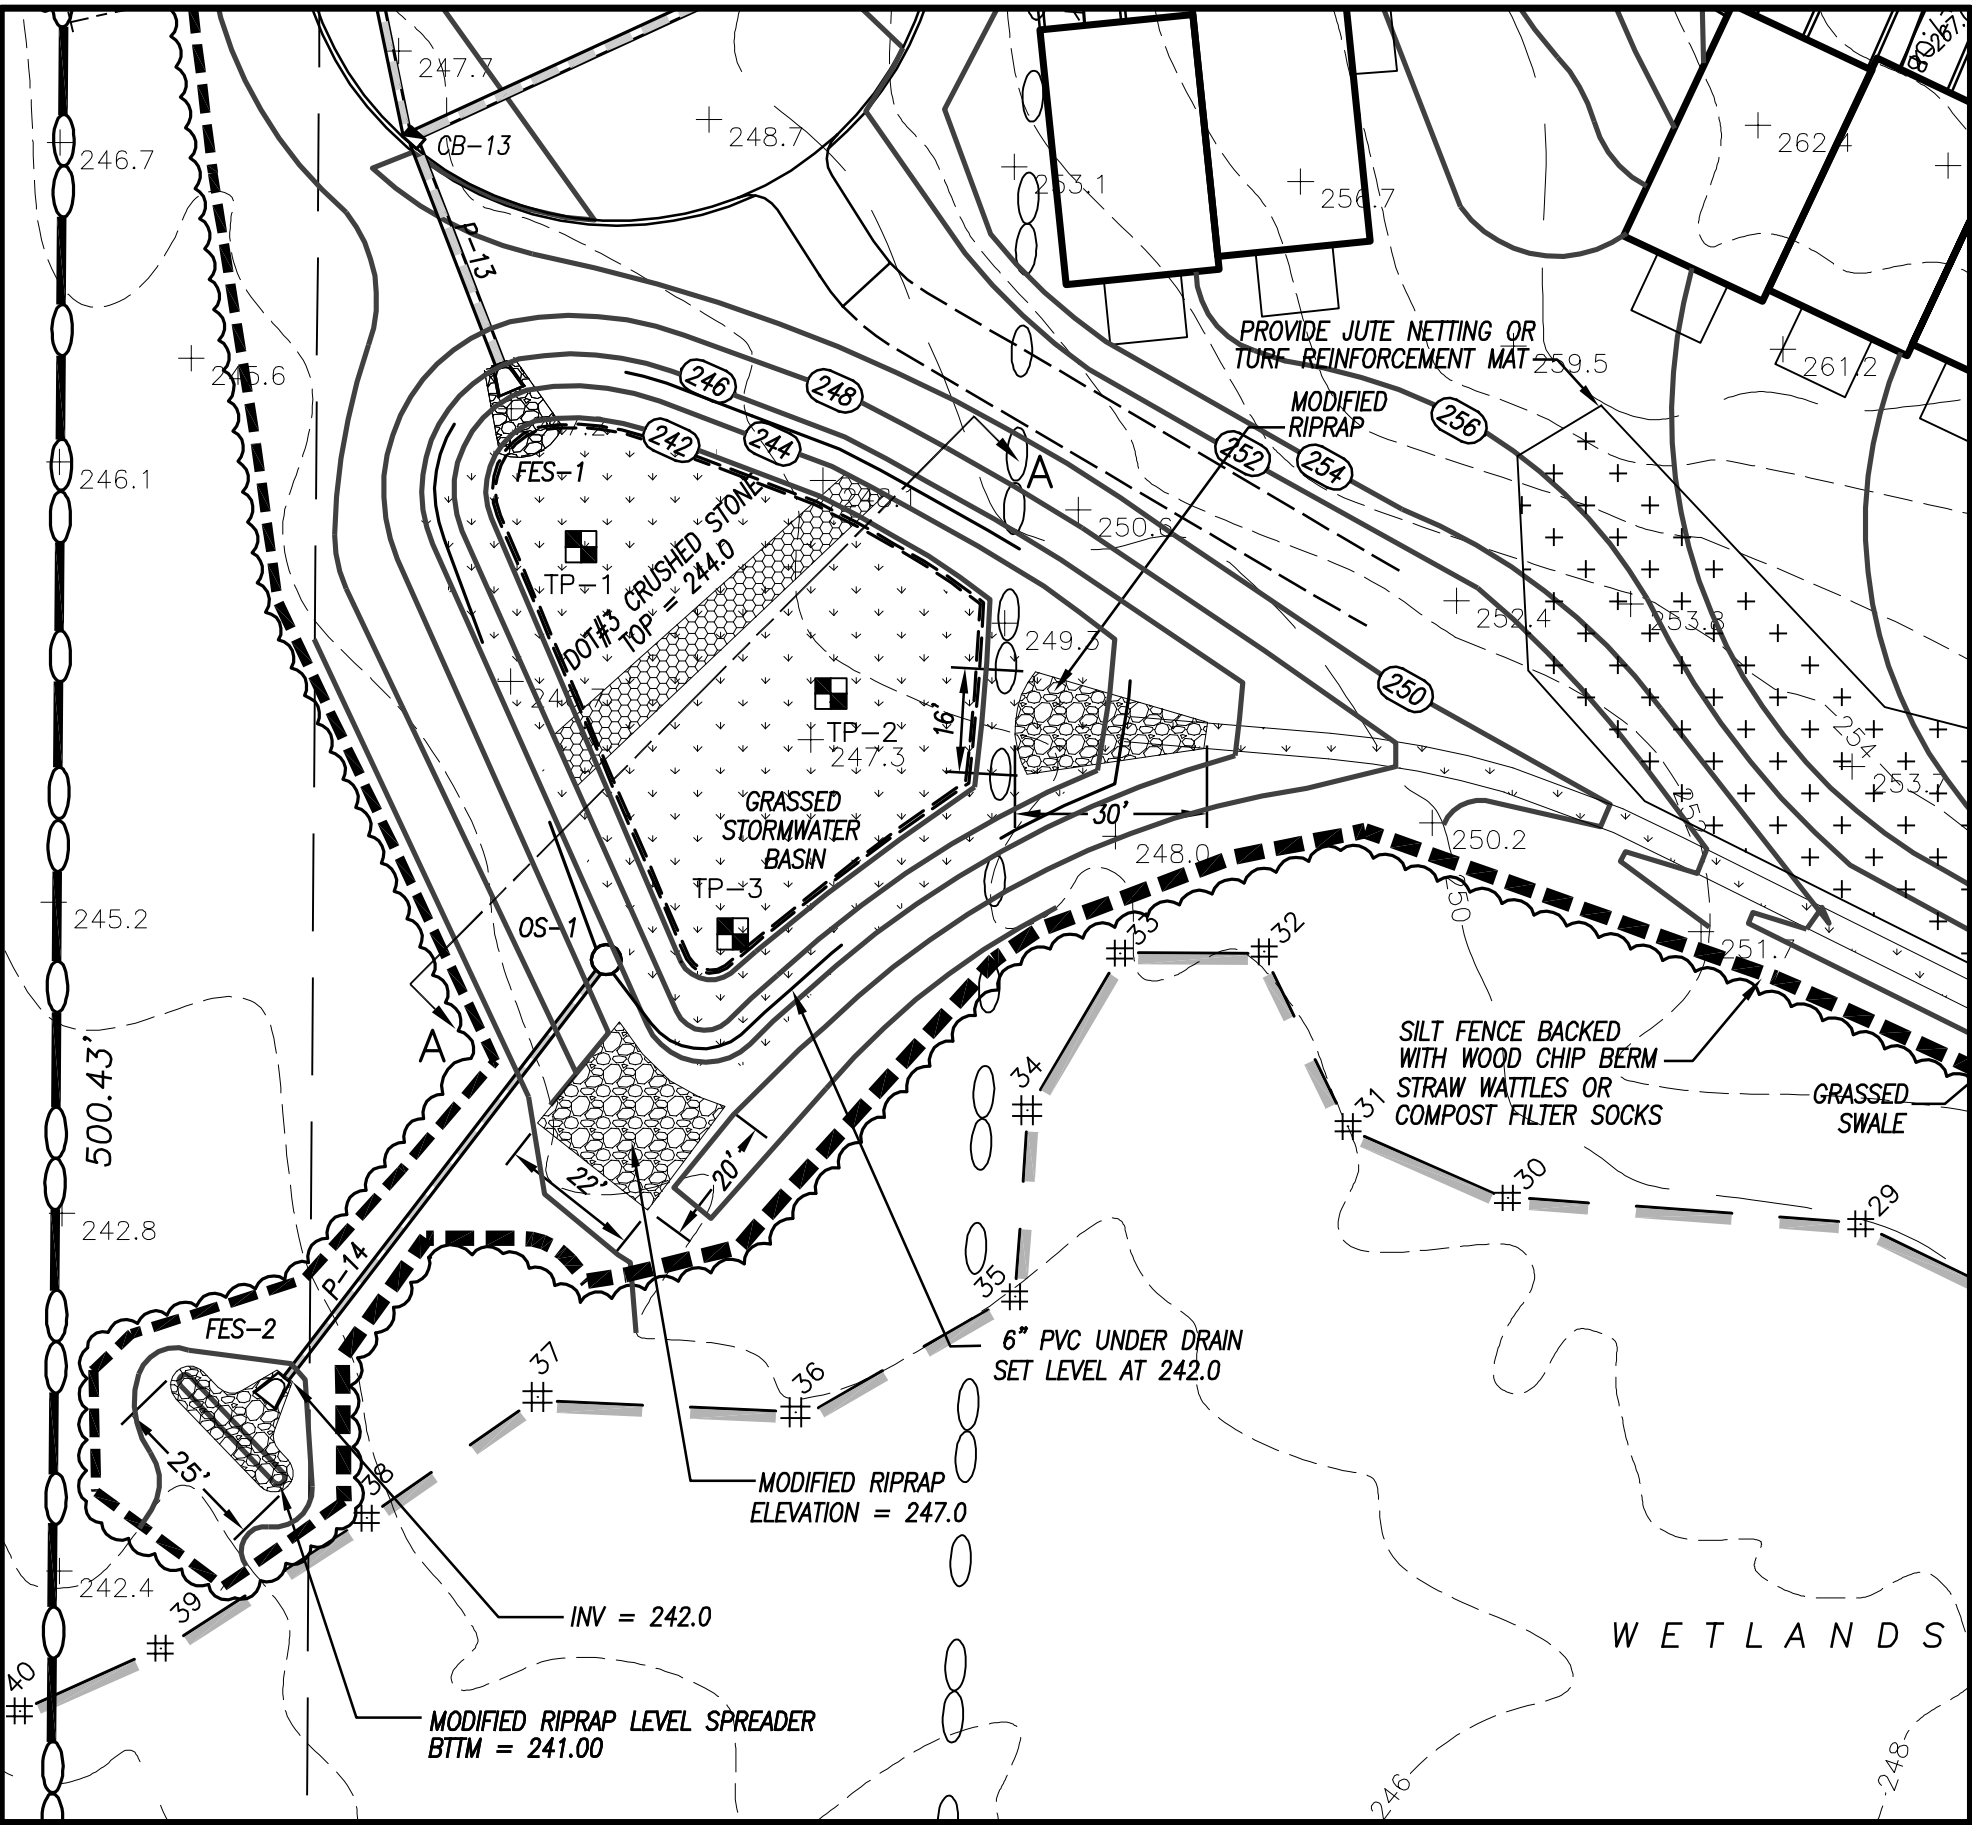 80.7
267.
247.7
CB-13
248.7
246.7
262.4
253.1
256.7
P-13
PROVIDE JUTE NETTING OR
TURF REINFORCEMENT MAT
245.6
259.5
261.2
246
248
MODIFIED
RIPRAP
256
242
244
252
254
FES-1
A
246.1
250.6
DOT#3 CRUSHED STONE
TOP = 244.0
TP-1
252.4
253.8
249.3
250
16'
TP-2
247.3
254
253.7
252
GRASSED
STORMWATER
BASIN
30'
248.0
250.2
TP-3
250
245.2
OS-1
33
32
251.7
A
SILT FENCE BACKED
WITH WOOD CHIP BERM
STRAW WATTLES OR
COMPOST FILTER SOCKS
500.43'
34
31
GRASSED
SWALE
22'
20'
30
29
242.8
P-14
35
FES-2
37
36
6" PVC UNDER DRAIN
SET LEVEL AT 242.0
25'
38
MODIFIED RIPRAP
ELEVATION = 247.0
242.4
39
INV = 242.0
WETLANDS
40
MODIFIED RIPRAP LEVEL SPREADER
BTTM = 241.00
246
248